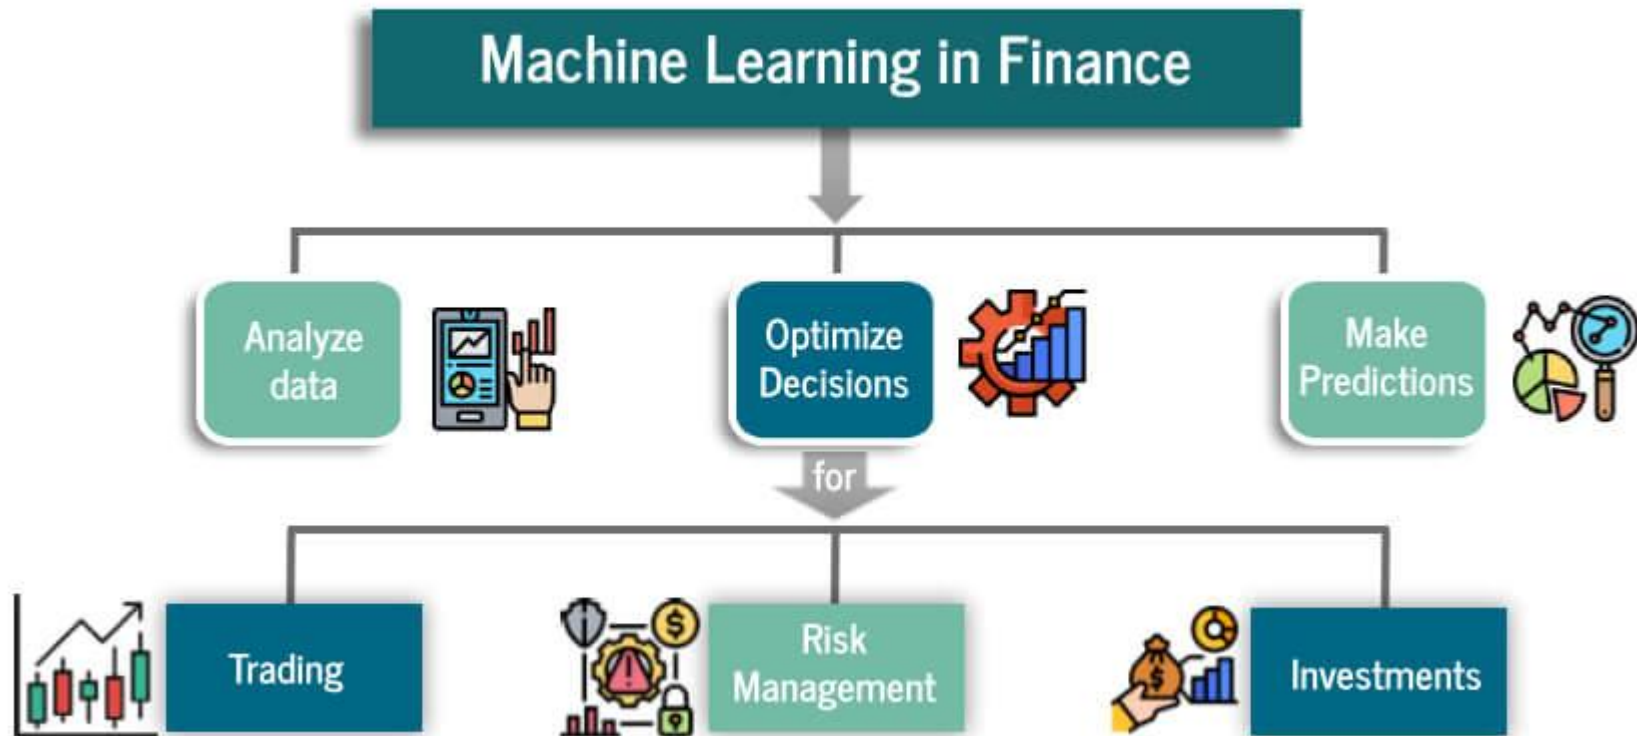 Machine Learning in Finance
Analyze
data
Optimize
Decisions
Make
Predictions
for
Trading
Risk
Management
Investments